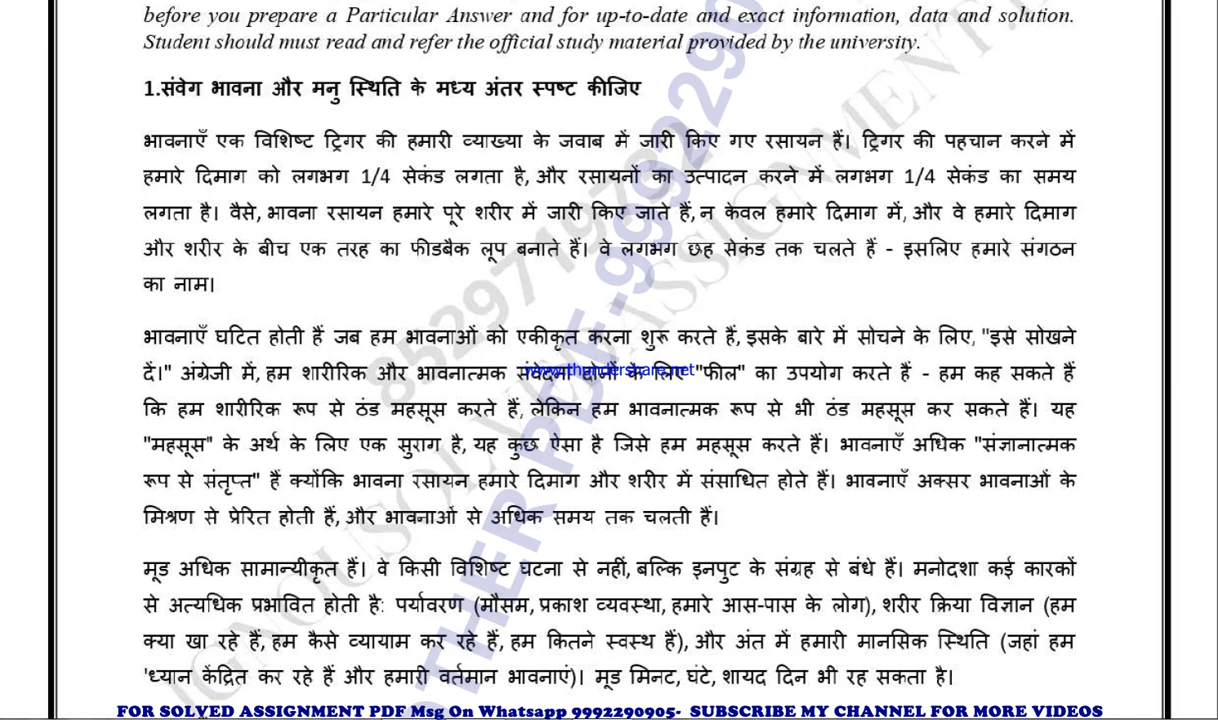 before you prepare a Particular Answer and for up-to-date and exact information, data and solution.
Student should must read and refer the official study material provided by the university.
1.संवेग भावना और मनु स्थिति के मध्य अंतर स्पष्ट कीजिए
भावनाएँ एक विशिष्ट ट्रिगर की हमारी व्याख्या के जवाब में जारी किए गए रसायन हैं। ट्रिगर की पहचान करने में
हमारे दिमाग को लगभग 1/4 सेकंड लगता है, और रसायनों का उत्पादन करने में लगभग 1/4 सेकंड का समय
लगता है। वैसे, भावना रसायन हमारे पूरे शरीर में जारी किए जाते हैं, न केवल हमारे दिमाग में, और वे हमारे दिमाग
और शरीर के बीच एक तरह का फीडबैक लूप बनाते हैं। वे लगभग छह सेकंड तक चलते हैं - इसलिए हमारे संगठन
का नाम।
भावनाएँ घटित होती हैं जब हम भावनाओं को एकीकृत करना शुरू करते हैं, इसके बारे में सोचने के लिए, "इसे सोखने
दें।" अंग्रेजी में, हम शारीरिक और भावनात्मक संवेदना दोनों के लिए "फील" का उपयोग करते हैं - हम कह सकते हैं
www.thundershare.net
कि हम शारीरिक रूप से ठंड महसूस करते हैं, लेकिन हम भावनात्मक रूप से भी ठंड महसूस कर सकते हैं। यह
"महसूस" के अर्थ के लिए एक सुराग है, यह कुछ ऐसा है जिसे हम महसूस करते हैं। भावनाएँ अधिक "संज्ञानात्मक
रूप से संतृप्त" हैं क्योंकि भावना रसायन हमारे दिमाग और शरीर में संसाधित होते हैं। भावनाएँ अक्सर भावनाओं के
मिश्रण से प्रेरित होती हैं, और भावनाओं से अधिक समय तक चलती हैं।
मूड अधिक सामान्यीकृत हैं। वे किसी विशिष्ट घटना से नहीं, बल्कि इनपुट के संग्रह से बंधे हैं। मनोदशा कई कारकों
से अत्यधिक प्रभावित होती है: पर्यावरण (मौसम, प्रकाश व्यवस्था, हमारे आस-पास के लोग), शरीर क्रिया विज्ञान (हम
क्या खा रहे हैं, हम कैसे व्यायाम कर रहे हैं, हम कितने स्वस्थ हैं), और अंत में हमारी मानसिक स्थिति (जहां हम
'ध्यान केंद्रित कर रहे हैं और हमारी वर्तमान भावनाएं)। मूड मिनट, घंटे, शायद दिन भी रह सकता है।
FOR SOLVED ASSIGNMENT PDF Msg On Whatsapp 9992290905- SUBSCRIBE MY CHANNEL FOR MORE VIDEOS